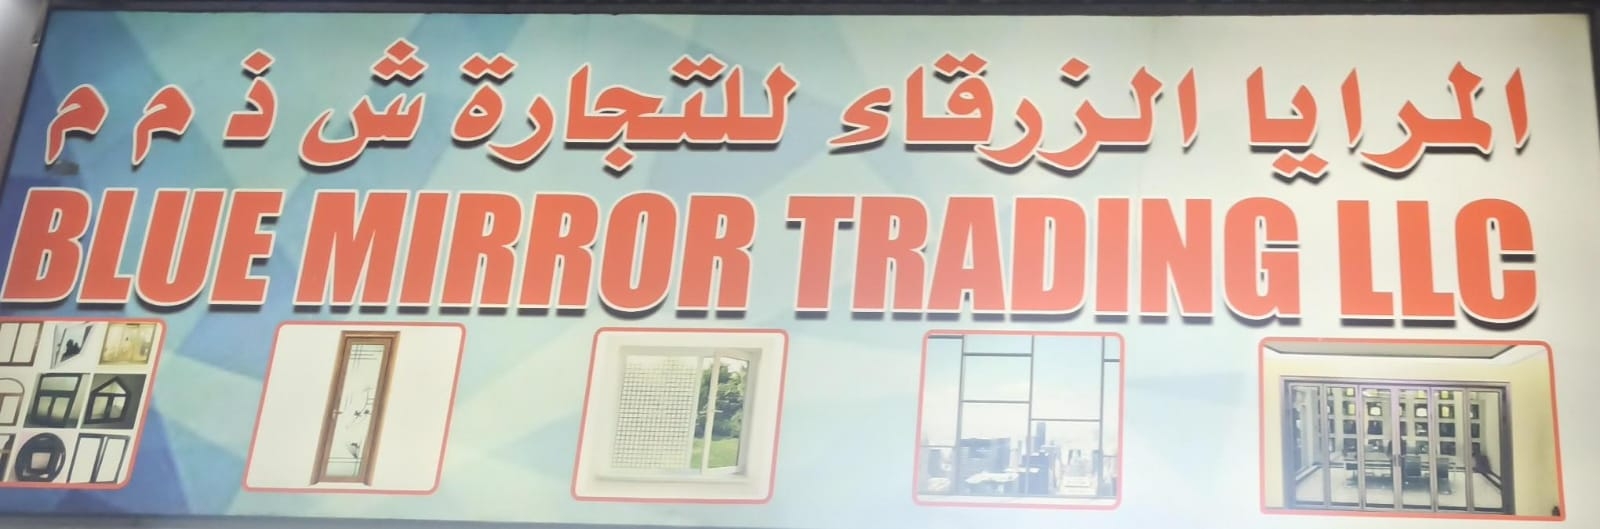 المرايا الزرقاء للتجارة ش ذ م م
BLUE MIRROR TRADING LLC